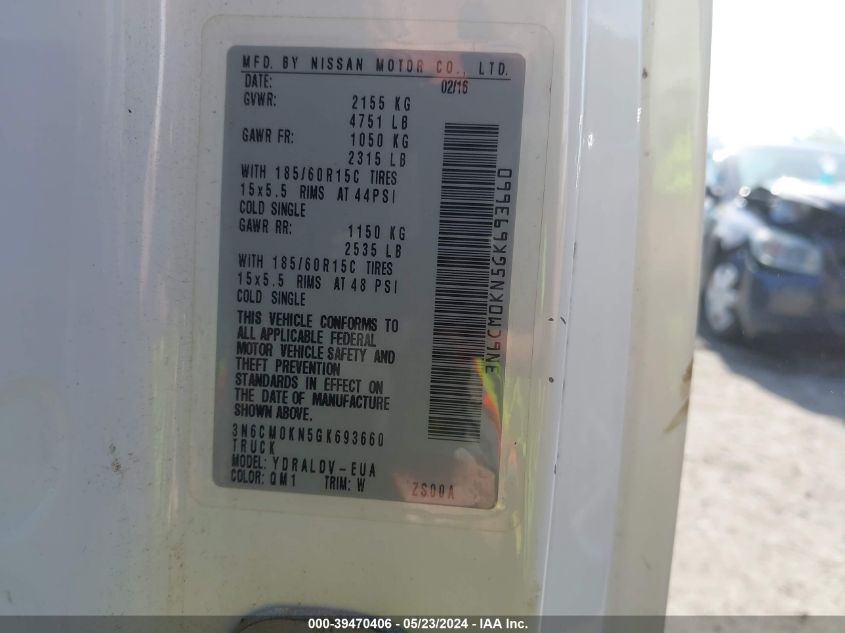 MFD. BY NISSAN MOTOR CO., LTD.
DATE: 02/16
GVWR: 2155 KG
4751 LB
GAWR FR: 1050 KG
2315 LB
WITH 185/60R15C TIRES
15x5.5 RIMS AT 44PSI
COLD SINGLE
GAWR RR: 1150 KG
2535 LB
WITH 185/60R15C TIRES
15x5.5 RIMS AT 48 PSI
COLD SINGLE
THIS VEHICLE CONFORMS TO
ALL APPLICABLE FEDERAL
MOTOR VEHICLE SAFETY AND
THEFT PREVENTION
STANDARDS IN EFFECT ON
THE DATE OF MANUFACTURE
SHOWN ABOVE.
3N6CM0KN5GK693660
TRUCK
MODEL: YDRALDV-EUA
COLOR: QM1 TRIM: W ZS00A
3N6CM0KN5GK693660
000-39470406 - 05/23/2024 - IAA Inc.